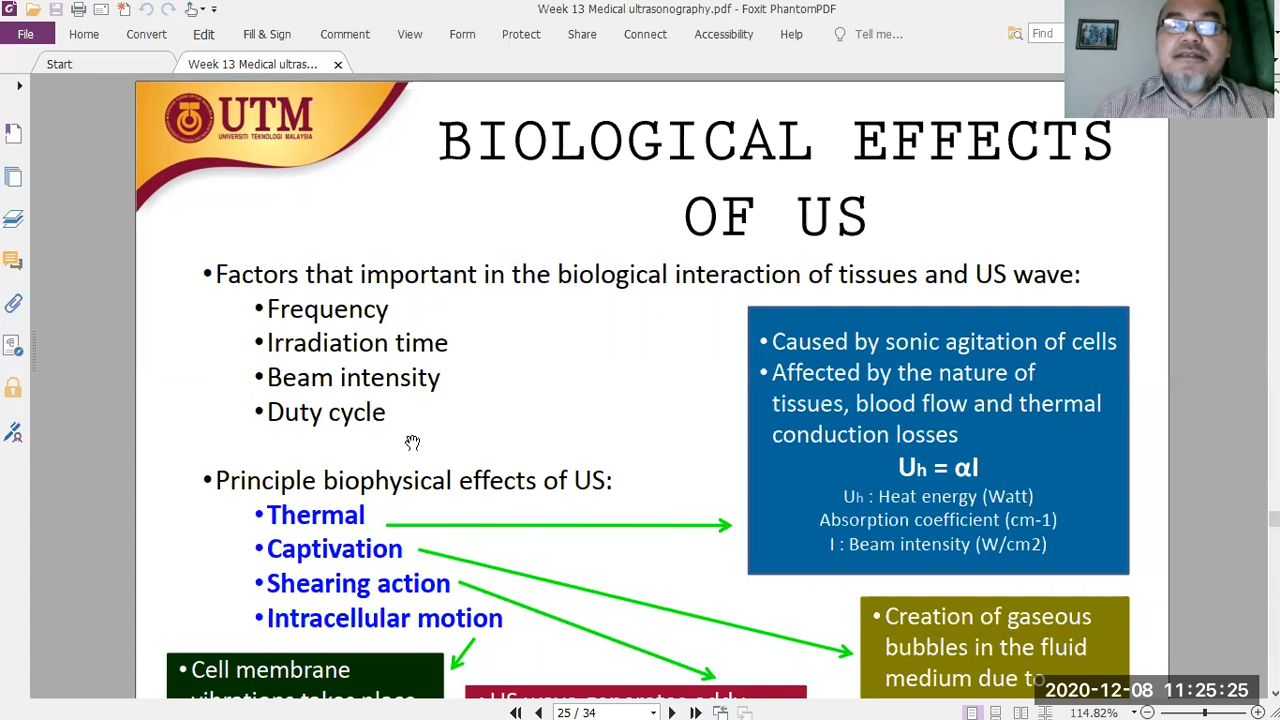 Week 13 Medical ultrasonography.pdf - Foxit PhantomPDF
File Home Convert Edit Fill & Sign Comment View Form Protect Share Connect Accessibility Help Tell me... Find
Start Week 13 Medical ultras...
UTM
UNIVERSITI TEKNOLOGI MALAYSIA
BIOLOGICAL EFFECTS
OF US
•Factors that important in the biological interaction of tissues and US wave:
•Frequency
•Irradiation time
•Beam intensity
•Duty cycle
•Principle biophysical effects of US:
•Thermal
•Captivation
•Shearing action
•Intracellular motion
•Caused by sonic agitation of cells
•Affected by the nature of
tissues, blood flow and thermal
conduction losses
Uh = αI
Uh : Heat energy (Watt)
Absorption coefficient (cm-1)
I : Beam intensity (W/cm2)
•Creation of gaseous
bubbles in the fluid
medium due to
•Cell membrane
vibrations takes place
•US wave generates eddy
2020-12-08 11:25:25
25 / 34
114.82%